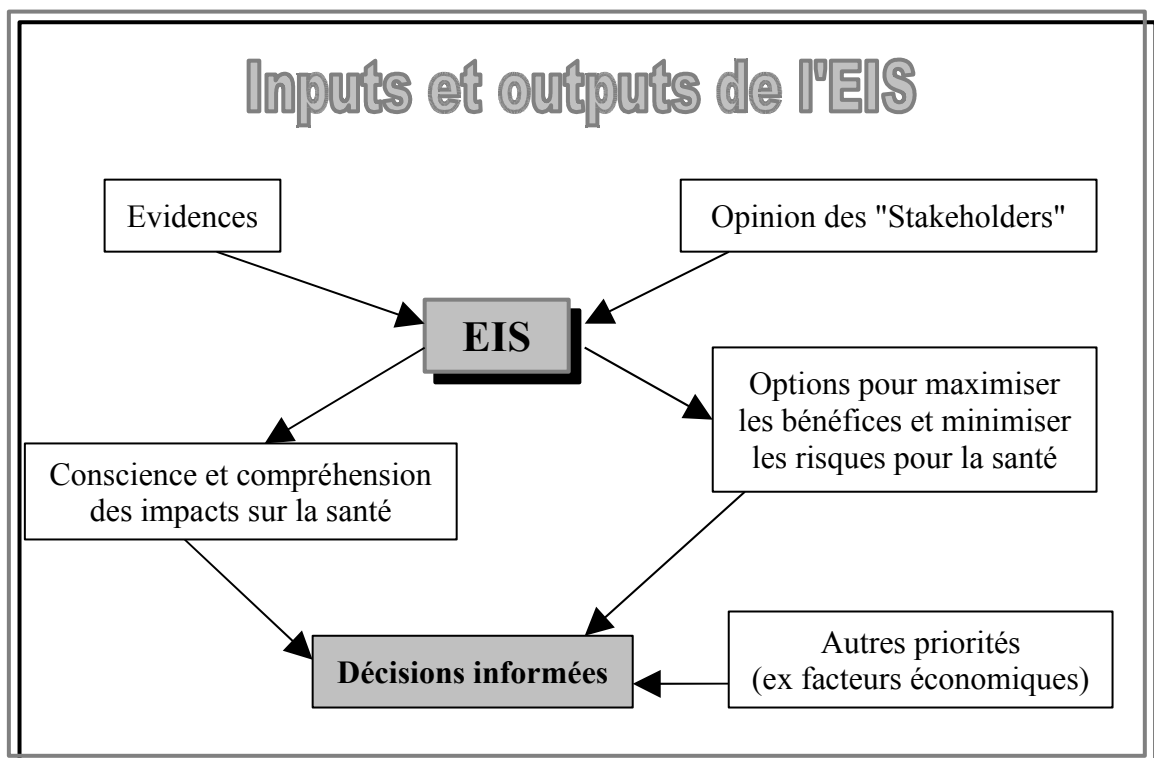 Inputs et outputs de l'EIS
Evidences
Opinion des "Stakeholders"
EIS
Options pour maximiser
les bénéfices et minimiser
les risques pour la santé
Conscience et compréhension
des impacts sur la santé
Décisions informées
Autres priorités
(ex facteurs économiques)